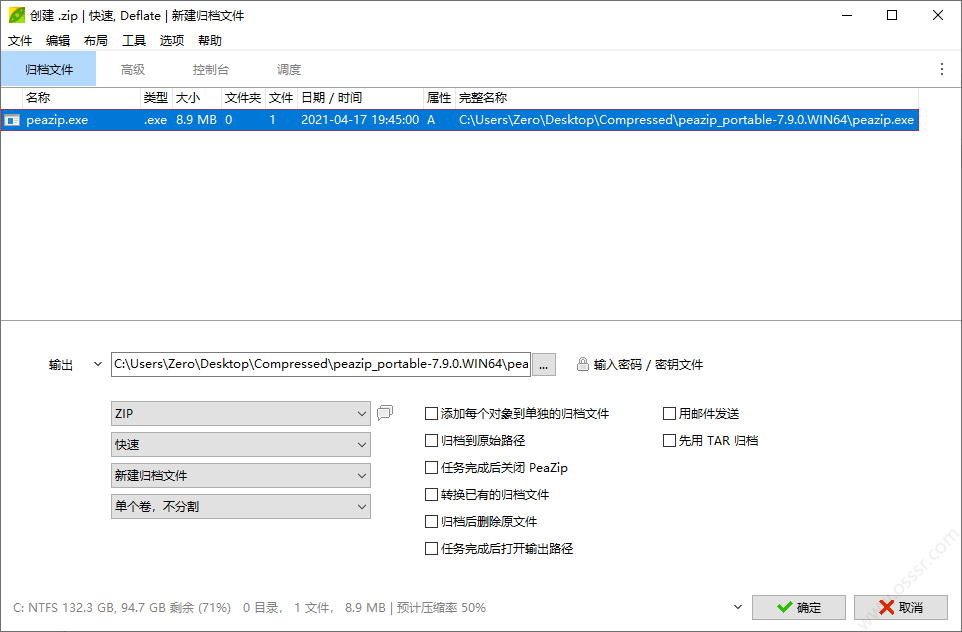 创建 .zip | 快速, Deflate | 新建归档文件
文件 编辑 布局 工具 选项 帮助
归档文件 高级 控制台 调度
名称 类型 大小 文件夹 文件 日期 / 时间 属性 完整名称
peazip.exe .exe 8.9 MB 0 1 2021-04-17 19:45:00 A C:\Users\Zero\Desktop\Compressed\peazip_portable-7.9.0.WIN64\peazip.exe
输出 C:\Users\Zero\Desktop\Compressed\peazip_portable-7.9.0.WIN64\pea ... 输入密码 / 密钥文件
ZIP 添加每个对象到单独的归档文件 用邮件发送
快速 归档到原始路径 先用 TAR 归档
任务完成后关闭 PeaZip
新建归档文件 转换已有的归档文件
单个卷，不分割 归档后删除原文件
任务完成后打开输出路径
C: NTFS 132.3 GB, 94.7 GB 剩余 (71%) 0 目录， 1 文件， 8.9 MB | 预计压缩率 50% 确定 取消